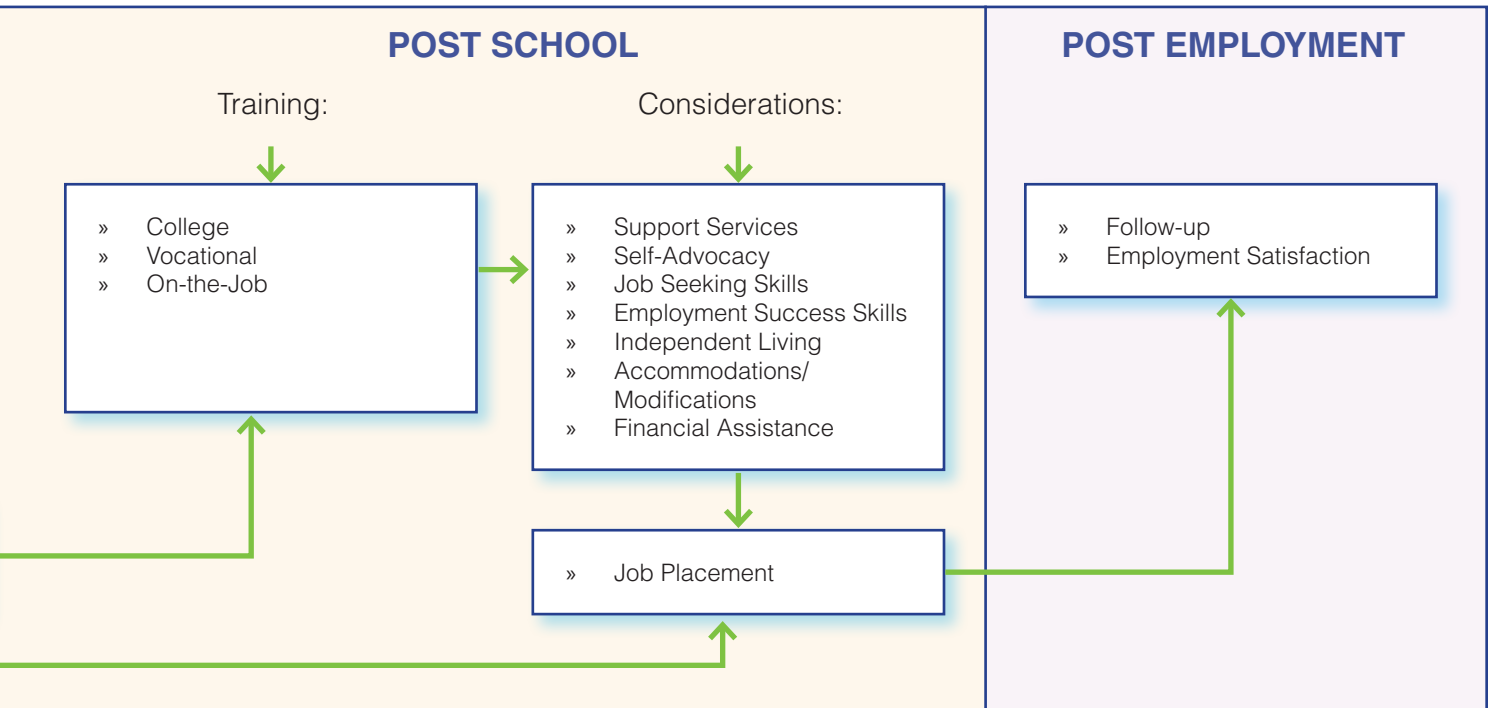 POST SCHOOL
Training:
» College
» Vocational
» On-the-Job
Considerations:
» Support Services
» Self-Advocacy
» Job Seeking Skills
» Employment Success Skills
» Independent Living
» Accommodations/
Modifications
» Financial Assistance
» Job Placement
POST EMPLOYMENT
» Follow-up
» Employment Satisfaction